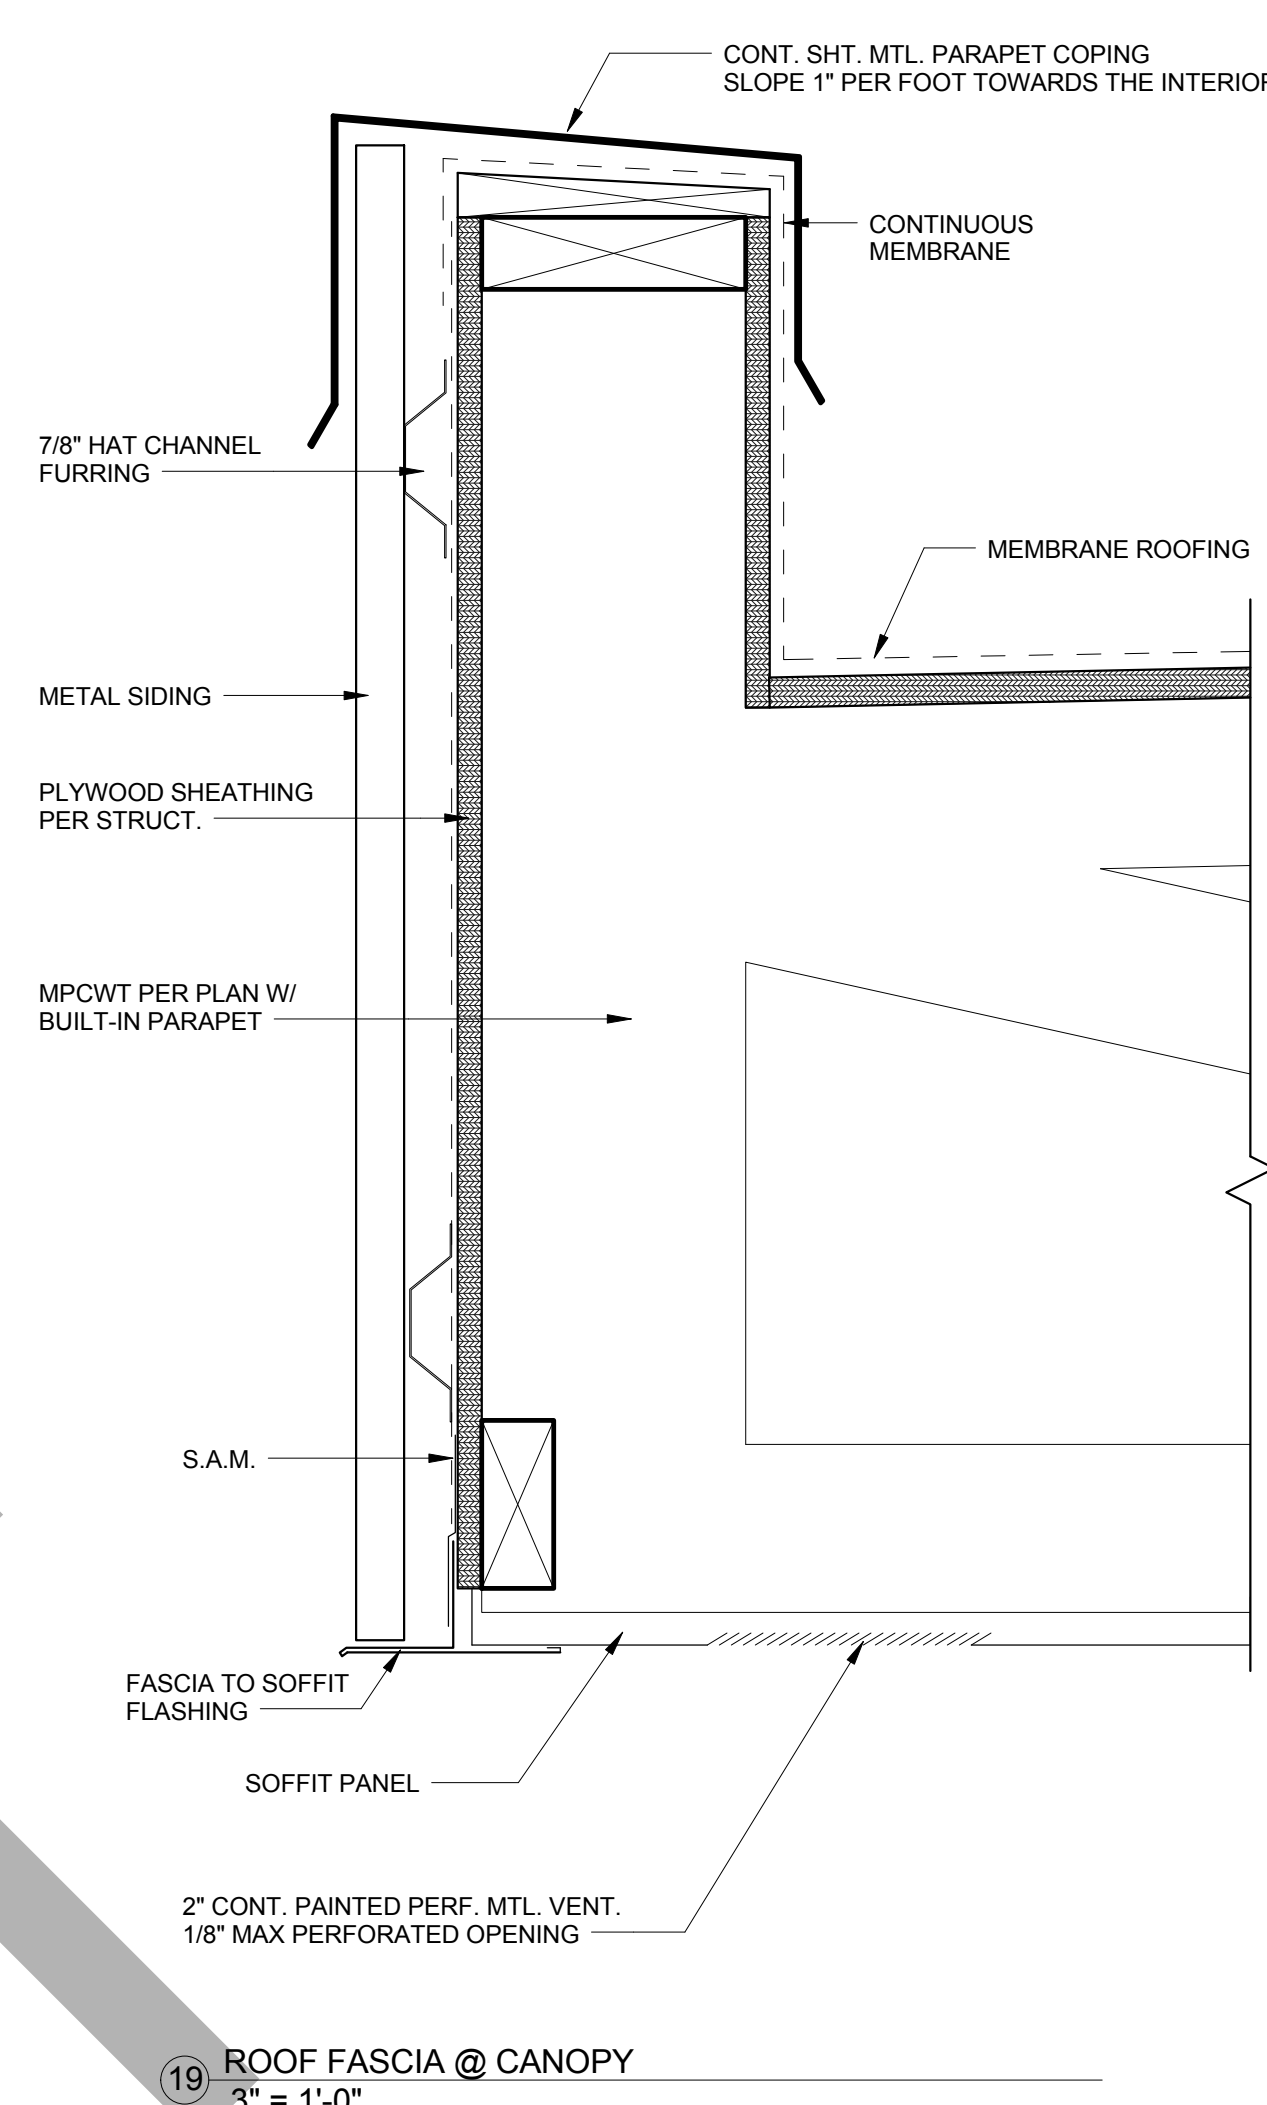 CONT. SHT. MTL. PARAPET COPING
SLOPE 1" PER FOOT TOWARDS THE INTERIOR
CONTINUOUS
MEMBRANE
7/8" HAT CHANNEL
FURRING
MEMBRANE ROOFING
METAL SIDING
PLYWOOD SHEATHING
PER STRUCT.
MPCWT PER PLAN W/
BUILT-IN PARAPET
S.A.M.
FASCIA TO SOFFIT
FLASHING
SOFFIT PANEL
2" CONT. PAINTED PERF. MTL. VENT.
1/8" MAX PERFORATED OPENING
19 ROOF FASCIA @ CANOPY
3" = 1'-0"